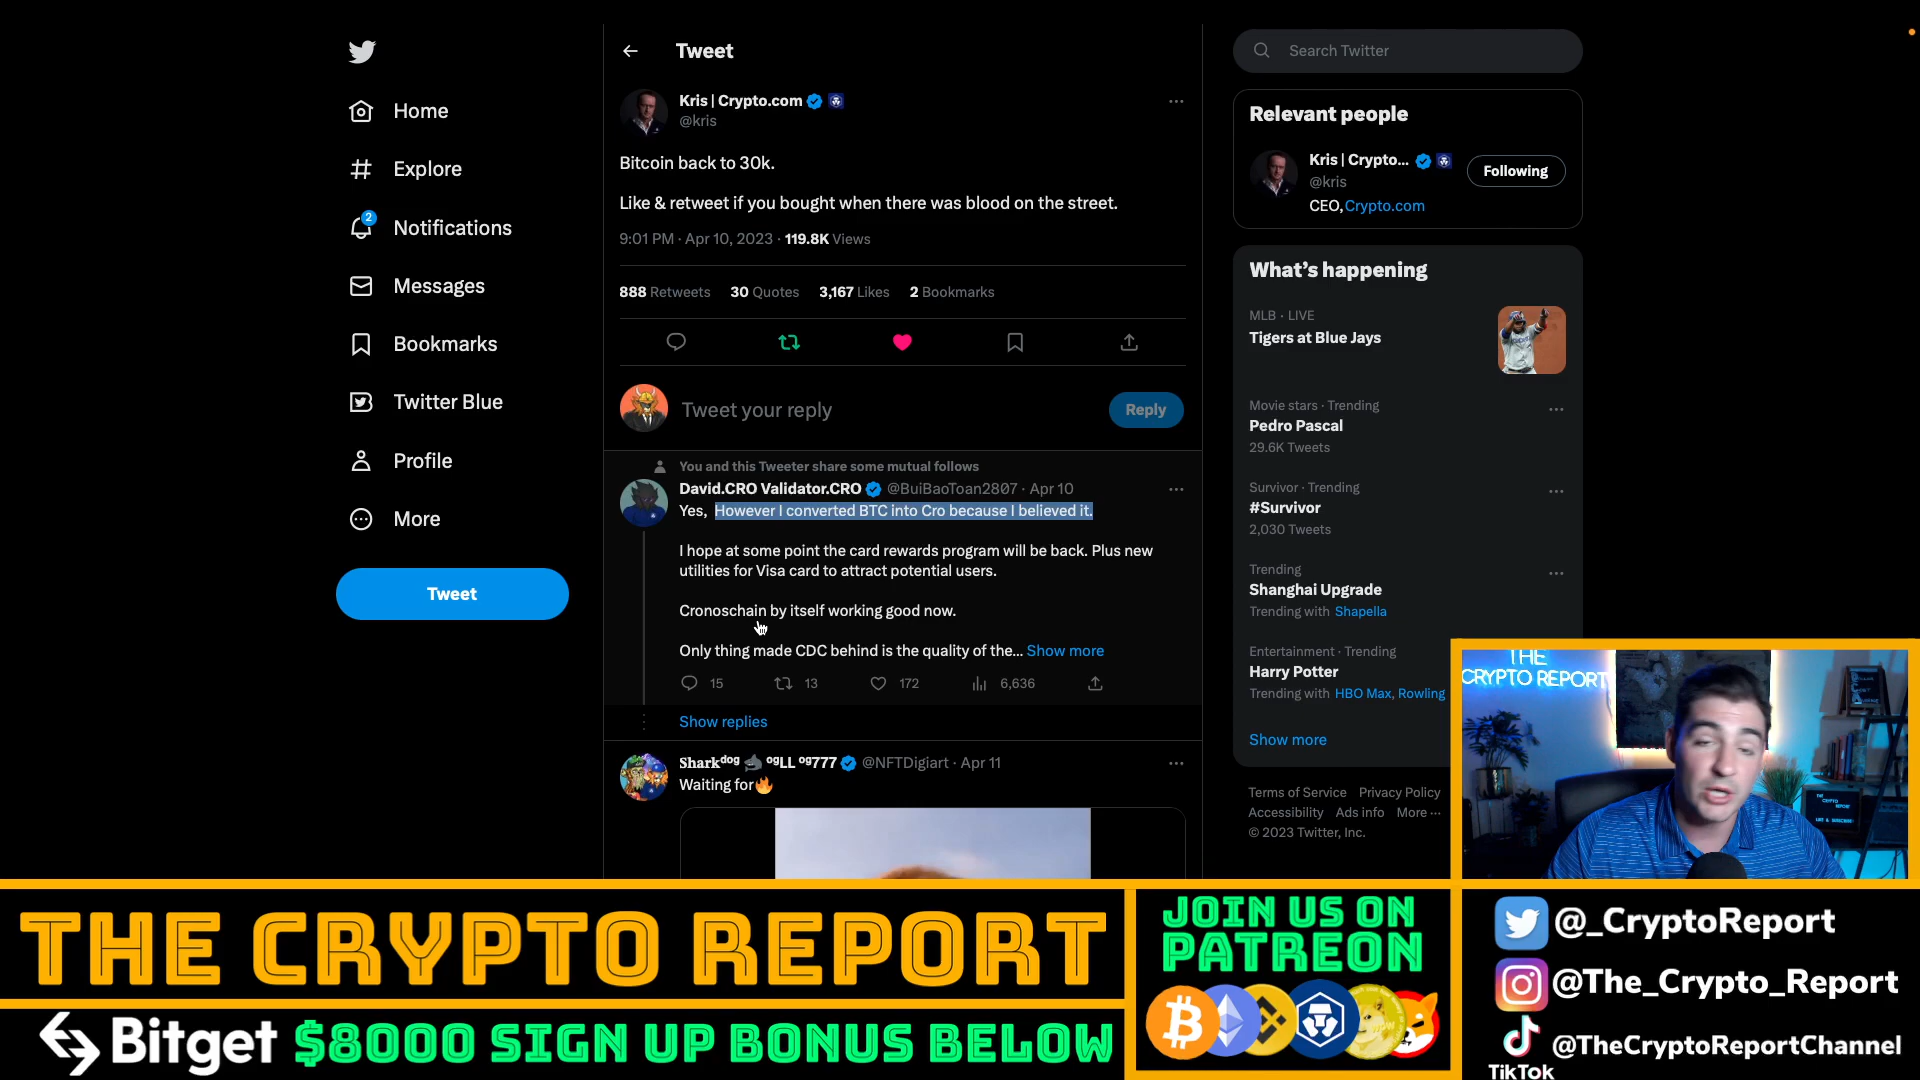 Tweet
Search Twitter
Home
Explore
2
Notifications
Messages
Bookmarks
Twitter Blue
Profile
More
Tweet
Kris | Crypto.com
@kris
Bitcoin back to 30k.
Like & retweet if you bought when there was blood on the street.
9:01 PM · Apr 10, 2023 · 119.8K Views
888 Retweets 30 Quotes 3,167 Likes 2 Bookmarks
Tweet your reply
Reply
You and this Tweeter share some mutual follows
David.CRO Validator.CRO @BuiBaoToan2807 · Apr 10
Yes, However I converted BTC into Cro because I believed it.
I hope at some point the card rewards program will be back. Plus new
utilities for Visa card to attract potential users.
Cronoschain by itself working good now.
Only thing made CDC behind is the quality of the... Show more
15 13 172 6,636
Show replies
Sharkdog 🦈 ogLL og777 @NFTDigiart · Apr 11
Waiting for🔥
Relevant people
Kris | Crypto...
@kris
Following
CEO, Crypto.com
What's happening
MLB · LIVE
Tigers at Blue Jays
Movie stars · Trending
Pedro Pascal
29.6K Tweets
Survivor · Trending
#Survivor
2,030 Tweets
Trending
Shanghai Upgrade
Trending with Shapella
Entertainment · Trending
Harry Potter
Trending with HBO Max, Rowling
Show more
Terms of Service Privacy Policy
Accessibility Ads info More ···
© 2023 Twitter, Inc.
THE
CRYPTO REPORT
THE CRYPTO REPORT
Bitget $8000 SIGN UP BONUS BELOW
JOIN US ON
PATREON
@_CryptoReport
@The_Crypto_Report
@TheCryptoReportChannel
TikTok